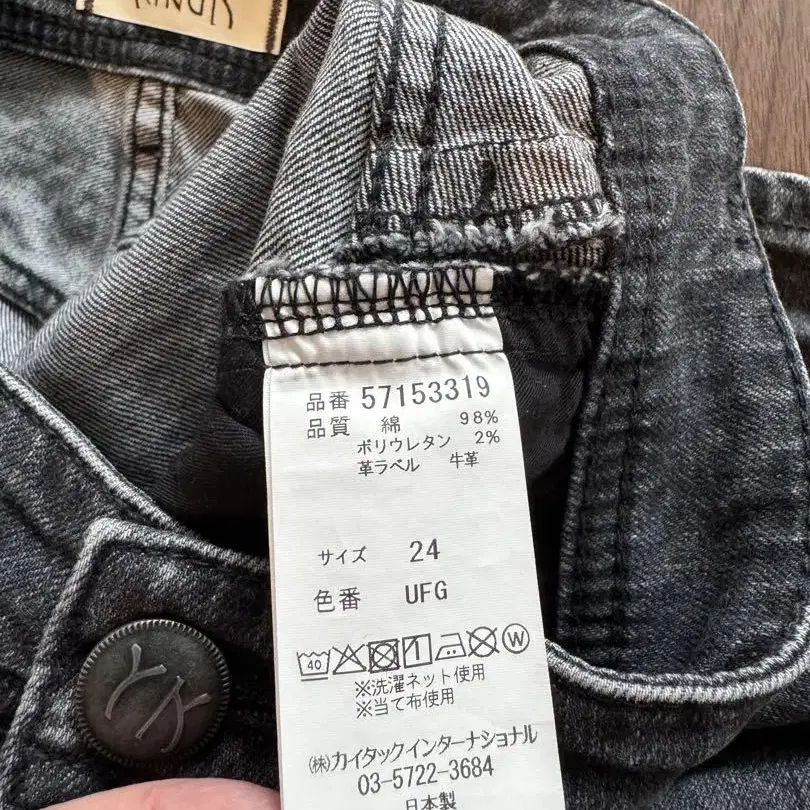 品番 57153319
品質 綿 98%
ポリウレタン 2%
革ラベル 牛革
サイズ 24
色番 UFG
40 1 W
※洗濯ネット使用
※当て布使用
(株)カイタックインターナショナル
03-5722-3684
日本製
YK